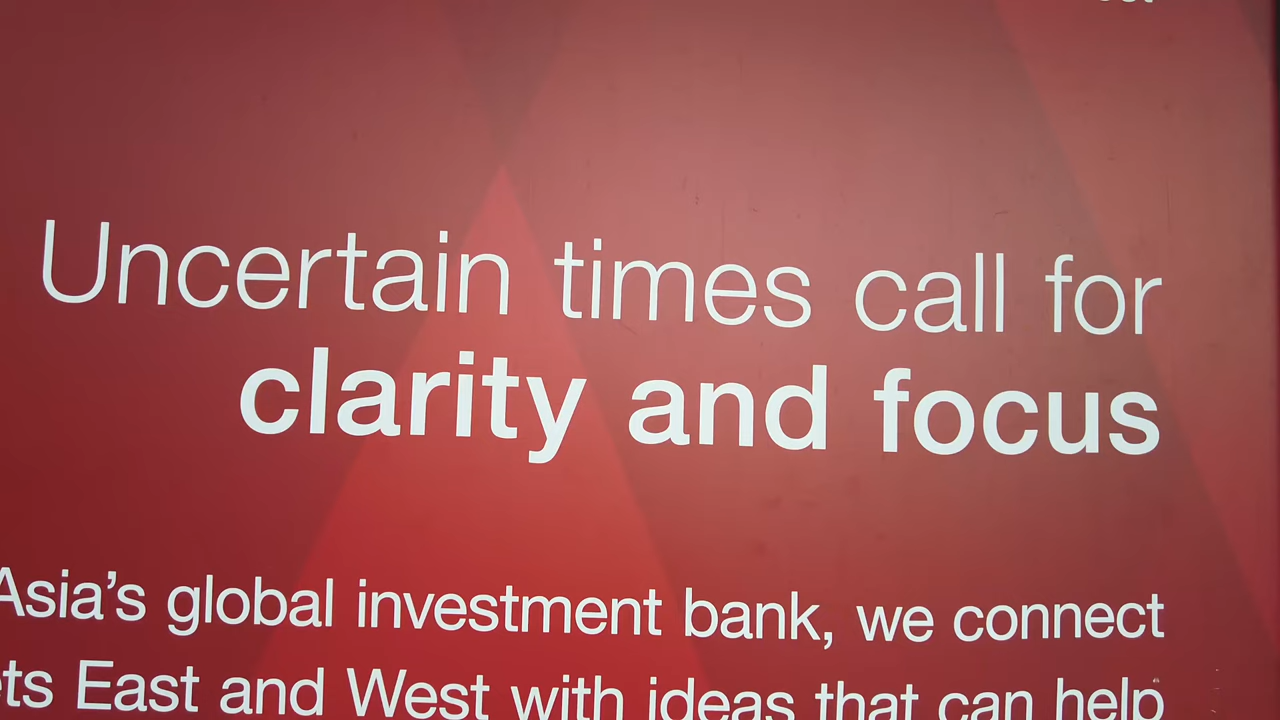 Uncertain times call for
clarity and focus
Asia's global investment bank, we connect
East and West with ideas that can help